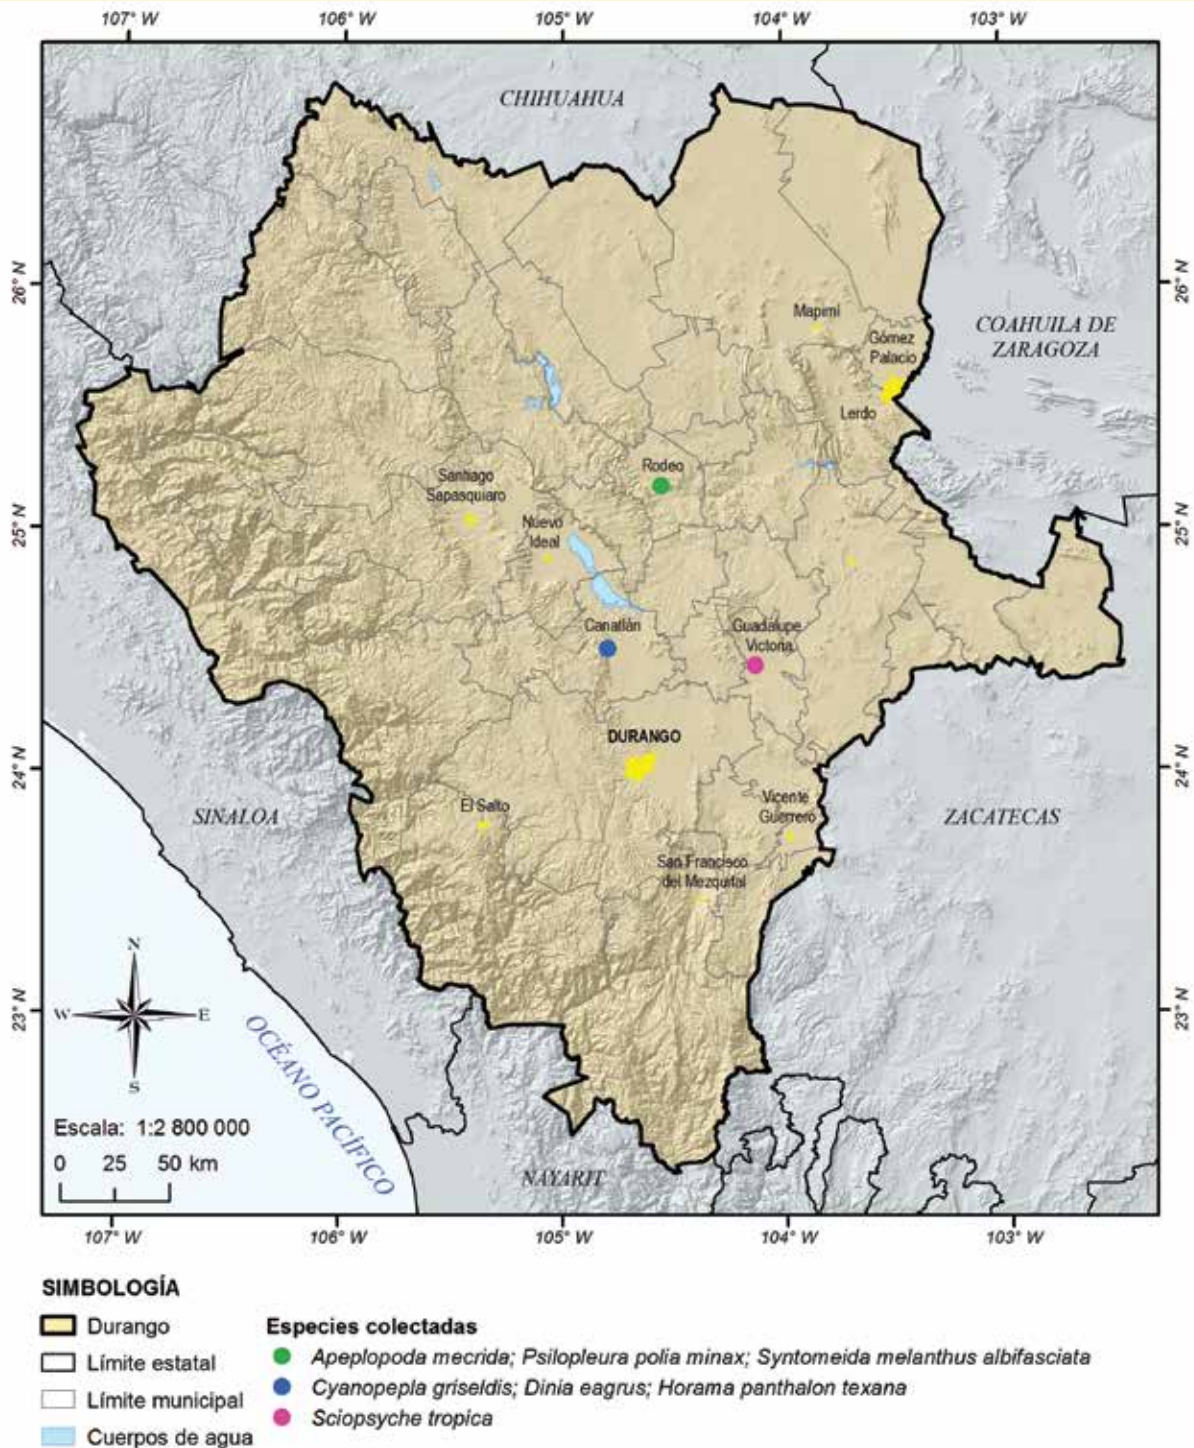 107° W 106° W 105° W 104° W 103° W
CHIHUAHUA
26° N
26° N
Mapimí
COAHUILA DE
ZARAGOZA
Gómez
Palacio
Lerdo
Rodeo
Santiago
Sapasquiaro
25° N
25° N
Nuevo
Ideal
Canatlán
Guadalupe
Victoria
DURANGO
24° N
24° N
El Salto
Vicente
Guerrero
SINALOA
ZACATECAS
San Francisco
del Mezquital
N
W E
S
23° N
23° N
OCÉANO PACÍFICO
Escala: 1:2 800 000
0 25 50 km
NAYARIT
107° W 106° W 105° W 104° W 103° W
SIMBOLOGÍA
Durango
Límite estatal
Límite municipal
Cuerpos de agua
Especies colectadas
Apeplopoda mecrida; Psilopleura polia minax; Syntomeida melanthus albifasciata
Cyanopepla griseldis; Dinia eagrus; Horama panthalon texana
Sciopsyche tropica